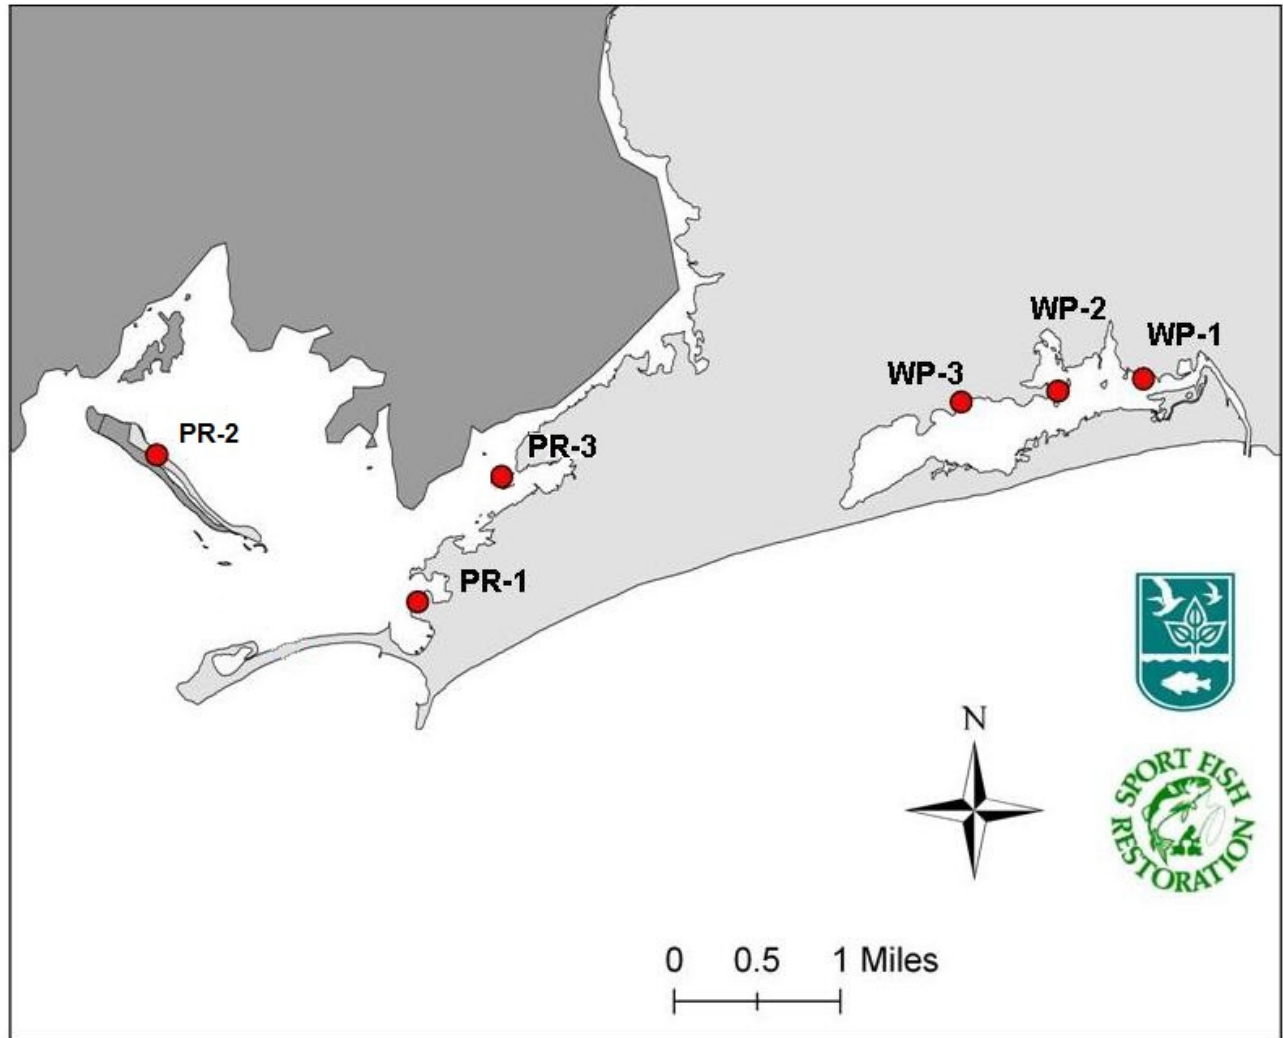 WP-2
WP-1
WP-3
PR-2
PR-3
PR-1
N
SPORT FISH
RESTORATION
0 0.5 1 Miles